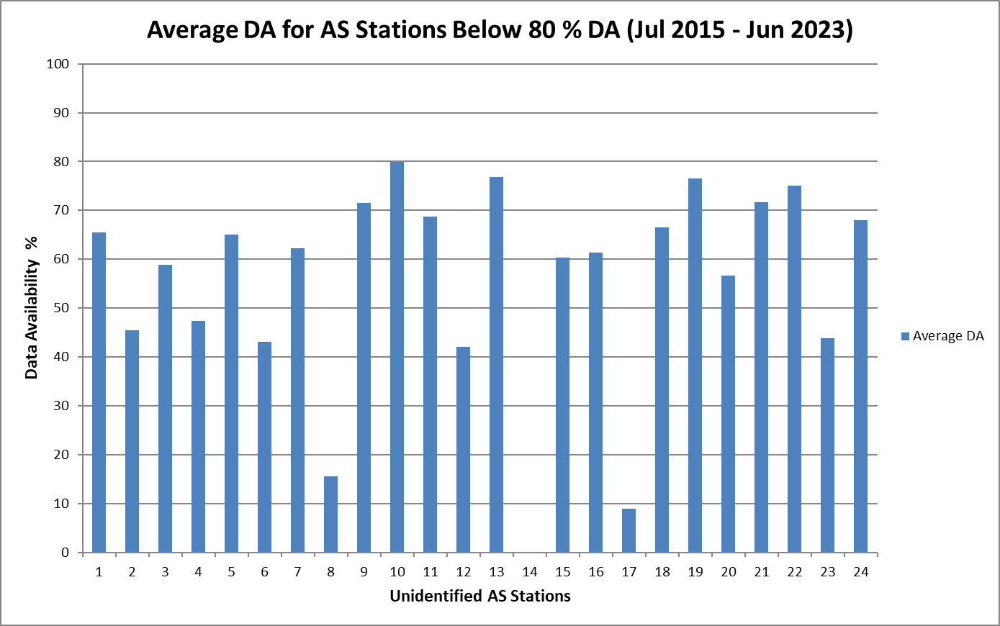 Average DA for AS Stations Below 80 % DA (Jul 2015 - Jun 2023)
100
90
80
70
60
50
40
30
20
10
0
Data Availability %
1 2 3 4 5 6 7 8 9 10 11 12 13 14 15 16 17 18 19 20 21 22 23 24
Unidentified AS Stations
Average DA